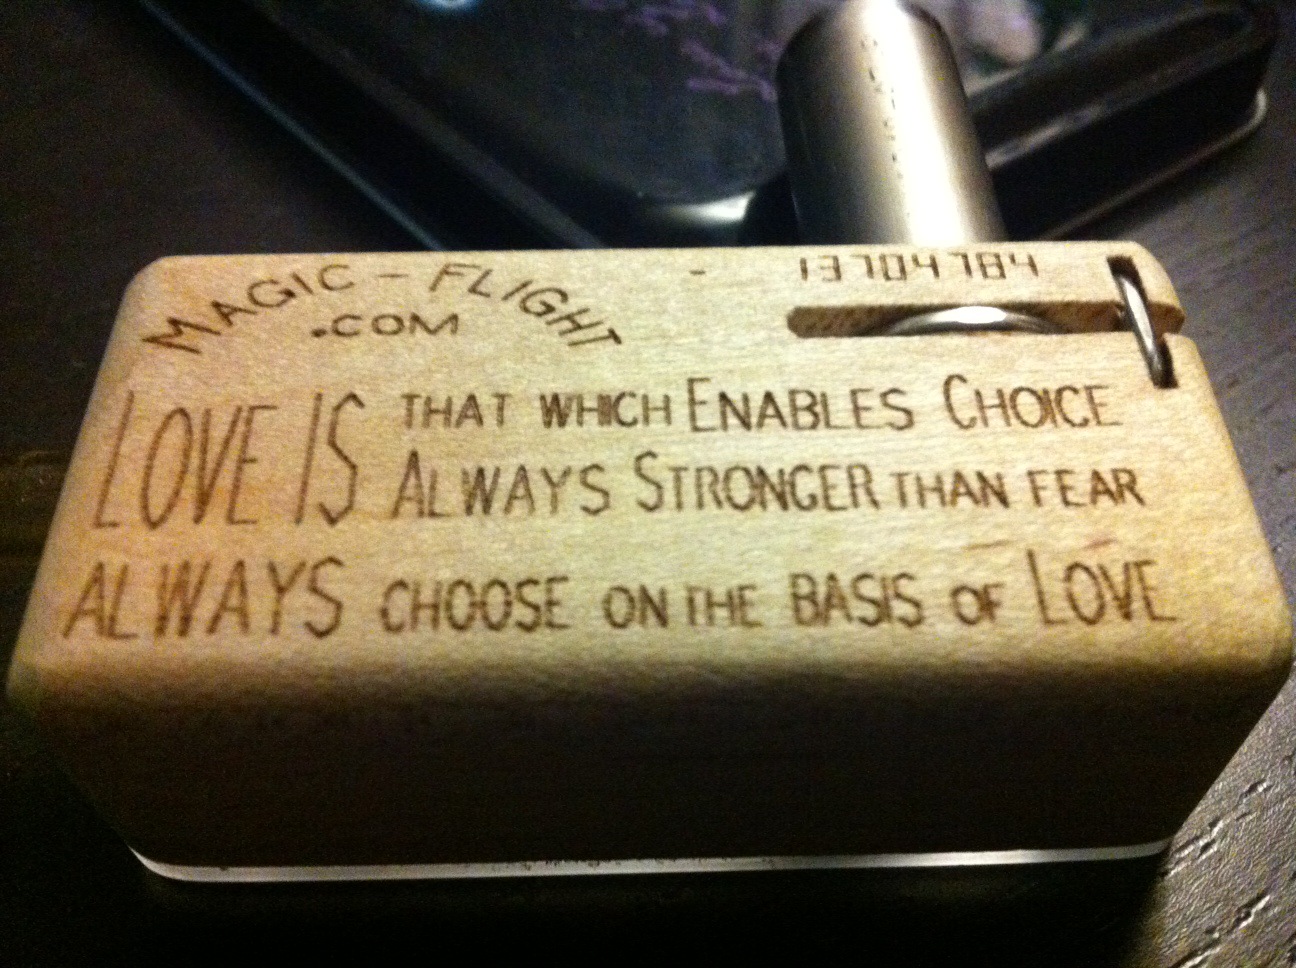 MAGIC - FLIGHT
.COM
- 13704784
LOVE IS THAT WHICH ENABLES CHOICE
ALWAYS STRONGER THAN FEAR
ALWAYS CHOOSE ON THE BASIS OF LOVE